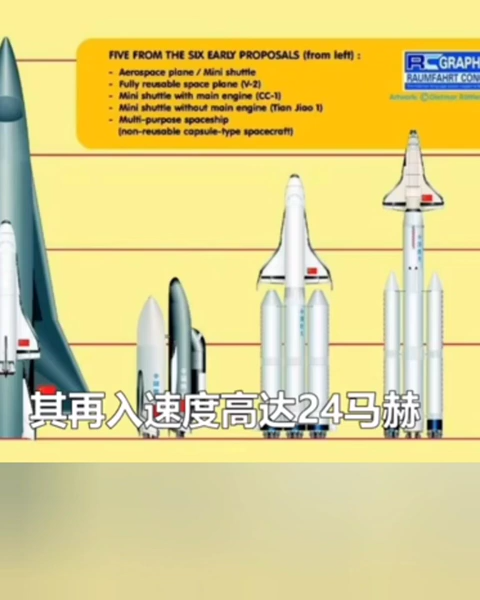 FIVE FROM THE SIX EARLY PROPOSALS (from left) :
- Aerospace plane / Mini shuttle
- Fully reusable space plane (V-2)
- Mini shuttle with main engine (CC-1)
- Mini shuttle without main engine (Tian Jiao 1)
- Multi-purpose spaceship
(non-reusable capsule-type spacecraft)
RC GRAPH
RAUMFAHRT CON
其再入速度高达24马赫